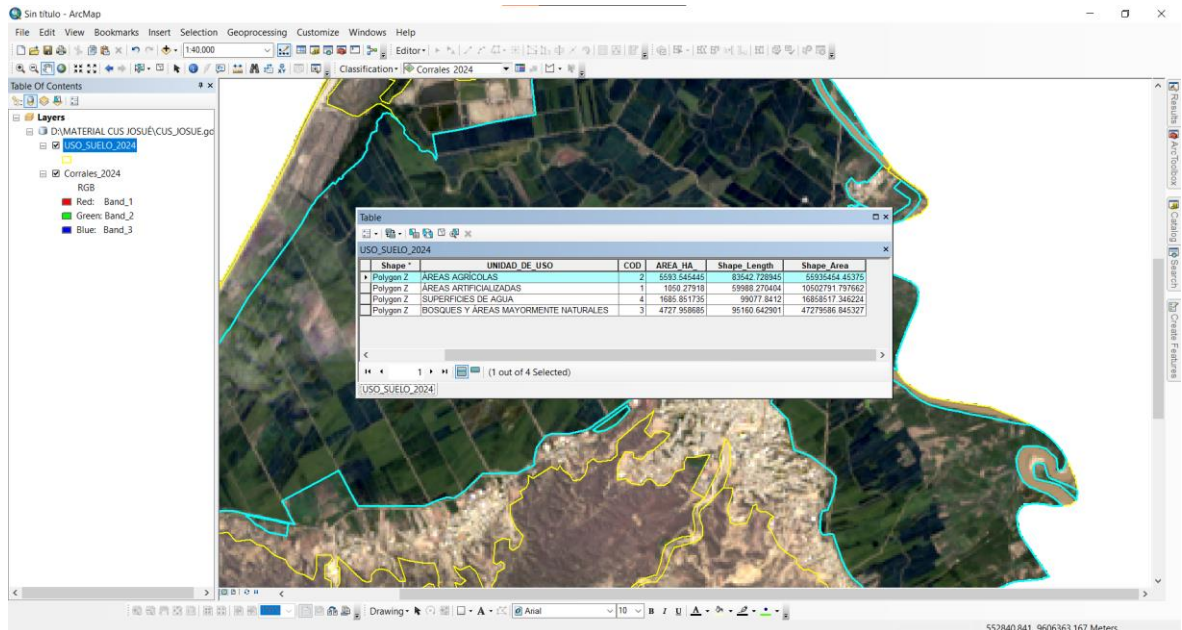 Sin título - ArcMap
File Edit View Bookmarks Insert Selection Geoprocessing Customize Windows Help
1:40,000
Editor
Classification Corrales 2024
Table Of Contents
Layers
D:\MATERIAL CUS JOSUÉ\CUS_JOSUE.gd
USO_SUELO_2024
Corrales_2024
RGB
Red: Band_1
Green: Band_2
Blue: Band_3
Table
USO_SUELO_2024
Shape * UNIDAD_DE_USO COD AREA_HA_ Shape_Length Shape_Area
Polygon Z ÁREAS AGRÍCOLAS 2 5593.545445 83542.728945 55935454.45375
Polygon Z ÁREAS ARTIFICIALIZADAS 1 1050.27918 59988.270404 10502791.797662
Polygon Z SUPERFICIES DE AGUA 4 1685.851735 99077.8412 16858517.346224
Polygon Z BOSQUES Y ÁREAS MAYORMENTE NATURALES 3 4727.958685 95160.642901 47279586.845327
1 (1 out of 4 Selected)
USO_SUELO_2024
Results
ArcToolbox
Catalog
Search
Create Features
Drawing A Arial 10 B I U A
552840.841 9606363.167 Meters